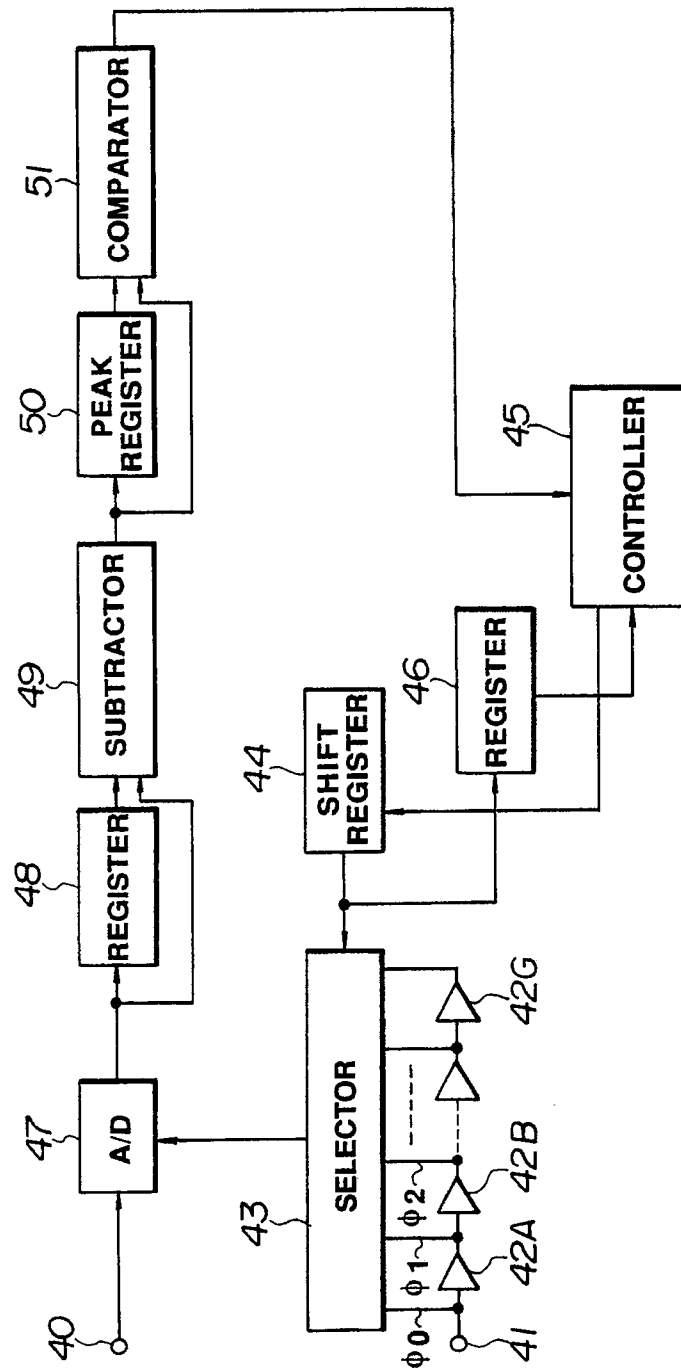 40
47
A/D
48
REGISTER
49
SUBTRACTOR
50
PEAK
REGISTER
51
COMPARATOR
43
SELECTOR
44
SHIFT
REGISTER
46
REGISTER
45
CONTROLLER
ϕ0
ϕ1
ϕ2
41
42A
42B
42G